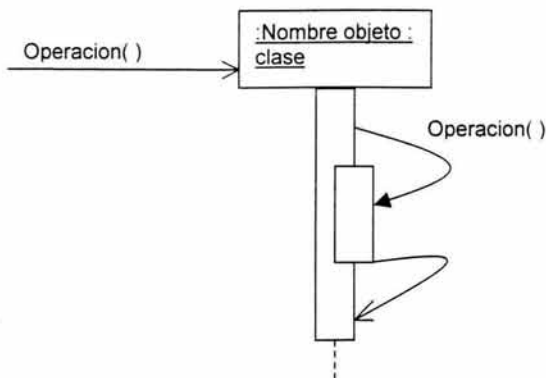 Operacion( )
:Nombre objeto :
clase
Operacion( )